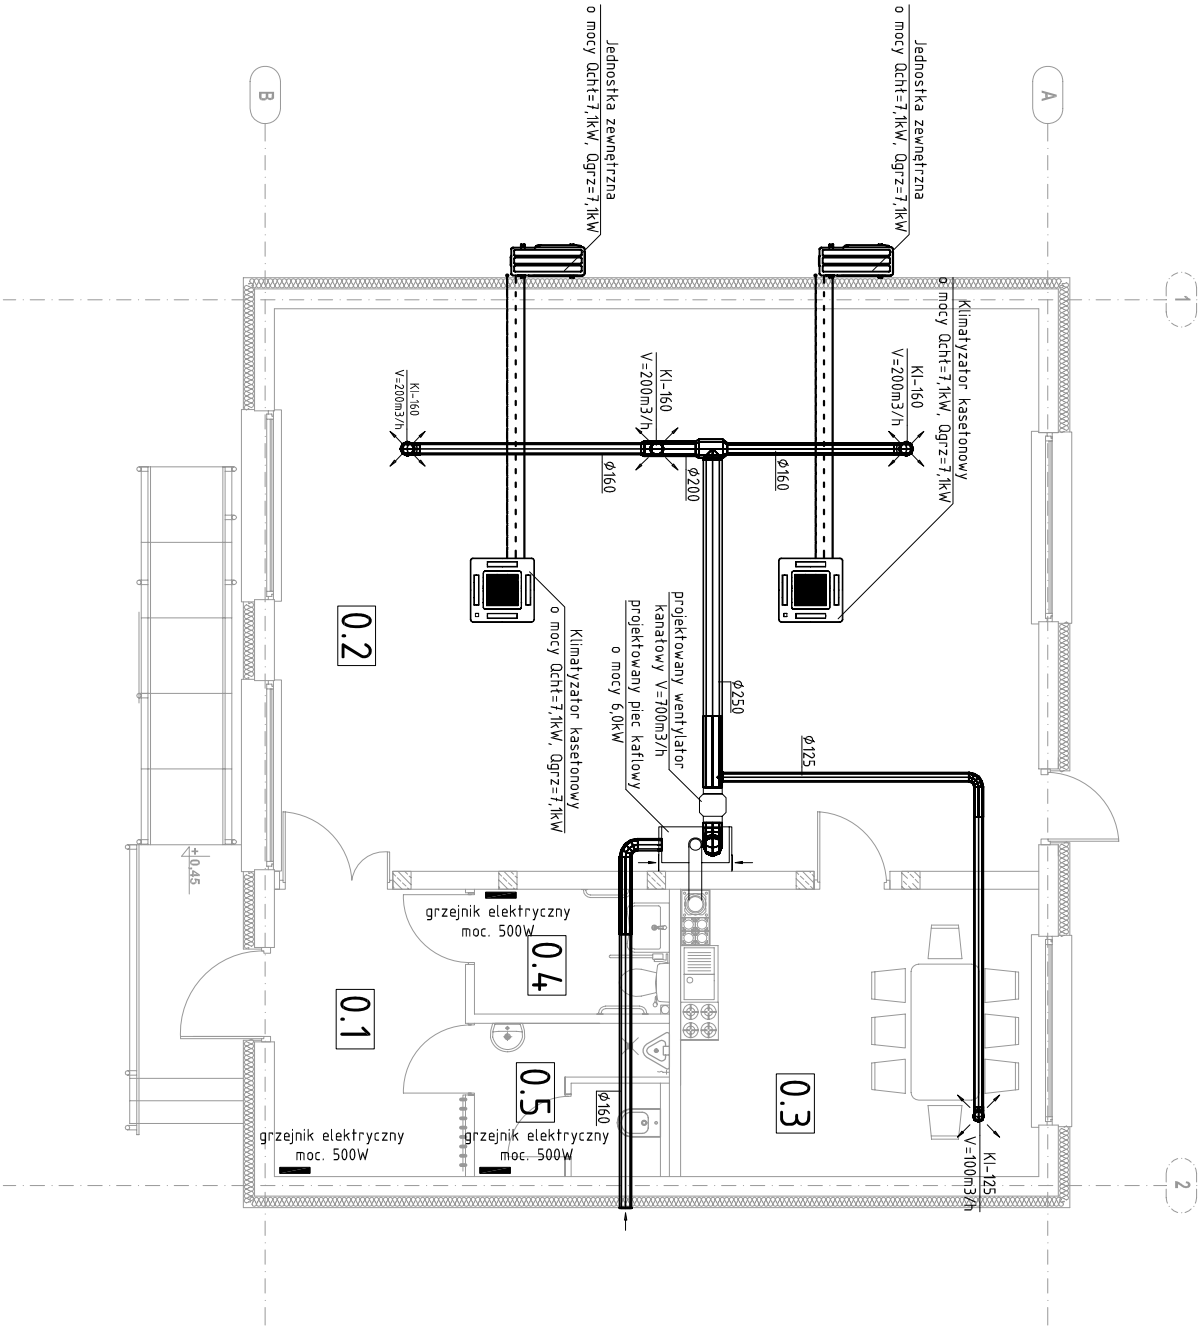 Jednostka zewnętrzna
o mocy Qchł=7,1kW, Qgrz=7,1kW
Jednostka zewnętrzna
o mocy Qchł=7,1kW, Qgrz=7,1kW
B
A
1
Klimatyzator kasetonowy
o mocy Qchł=7,1kW, Qgrz=7,1kW
KI-160
V=200m3/h
KI-160
V=200m3/h
KI-160
V=200m3/h
Ø160
Ø200
Ø160
0.2
Klimatyzator kasetonowy
o mocy Qchł=7,1kW, Qgrz=7,1kW
projektowany wentylator
kanałowy V=700m3/h
projektowany piec kaflowy
o mocy 6,0kW
Ø250
Ø125
+0,45
grzejnik elektryczny
moc. 500W
0.4
0.1
0.5
Ø160
0.3
grzejnik elektryczny
moc. 500W
grzejnik elektryczny
moc. 500W
KI-125
V=100m3/h
2